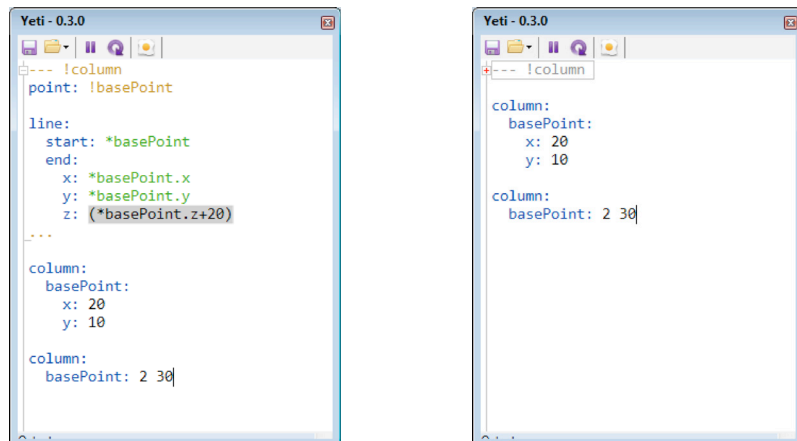 Yeti - 0.3.0
--- !column
point: !basePoint
line:
start: *basePoint
end:
x: *basePoint.x
y: *basePoint.y
z: (*basePoint.z+20)
...
column:
basePoint:
x: 20
y: 10
column:
basePoint: 2 30
Yeti - 0.3.0
--- !column
column:
basePoint:
x: 20
y: 10
column:
basePoint: 2 30